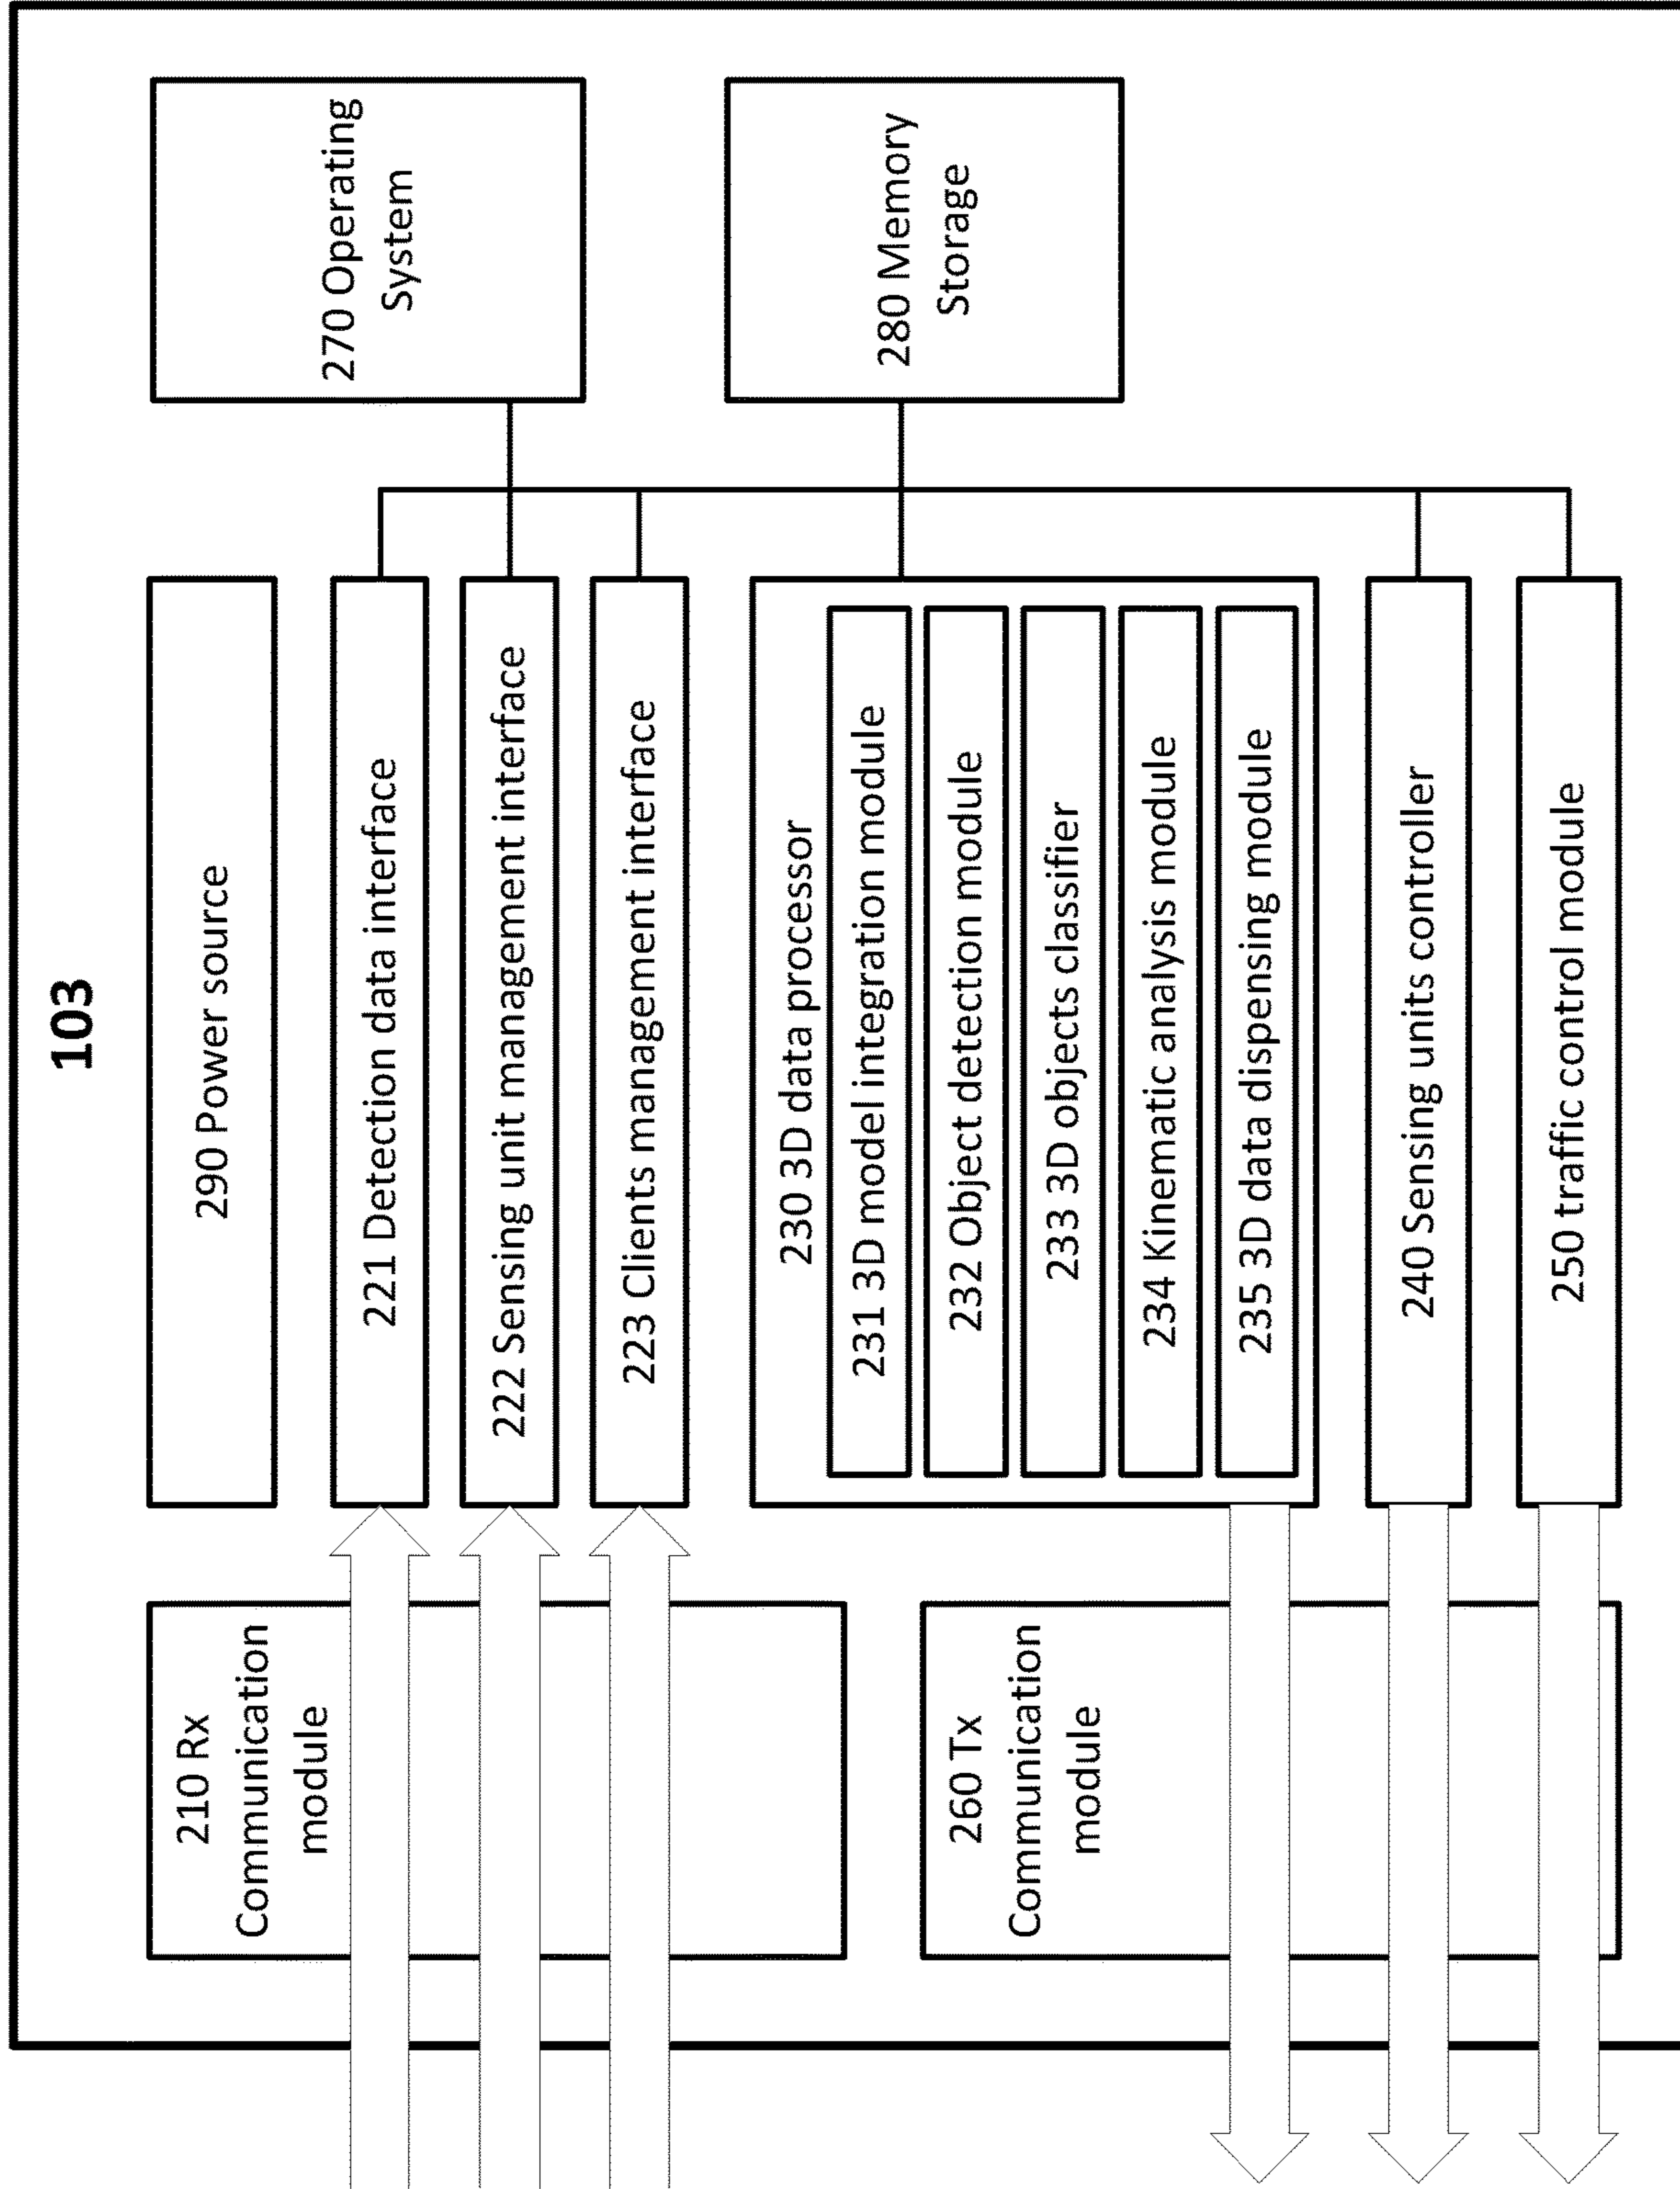 103
290 Power source
221 Detection data interface
222 Sensing unit management interface
223 Clients management interface
230 3D data processor
231 3D model integration module
232 Object detection module
233 3D objects classifier
234 Kinematic analysis module
235 3D data dispensing module
240 Sensing units controller
250 traffic control module
210 Rx
Communication
module
260 Tx
Communication
module
270 Operating
System
280 Memory
Storage